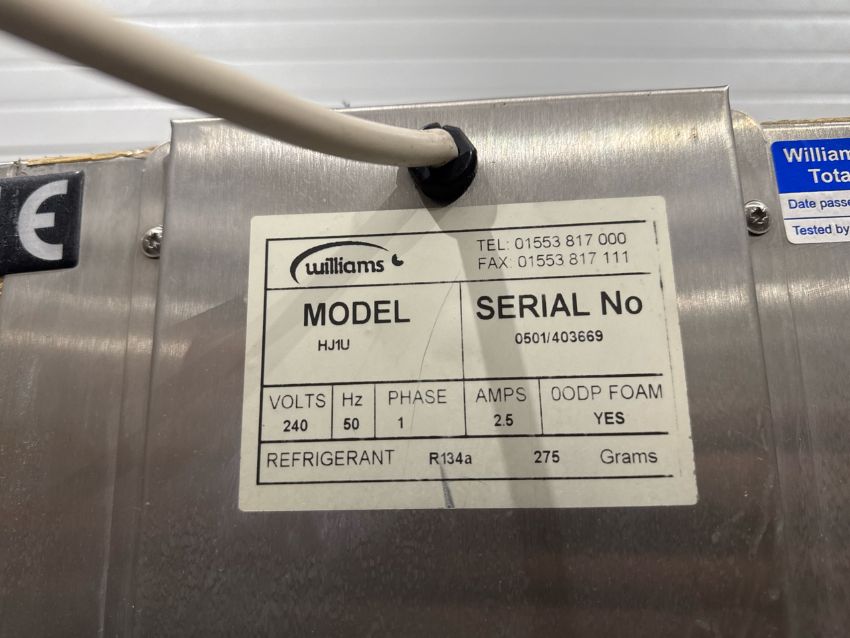 CE
williams
TEL: 01553 817 000
FAX: 01553 817 111
MODEL
HJ1U
SERIAL No
0501/403669
VOLTS Hz PHASE AMPS 0ODP FOAM
240 50 1 2.5 YES
REFRIGERANT R134a 275 Grams
William
Tota
Date passe
Tested by